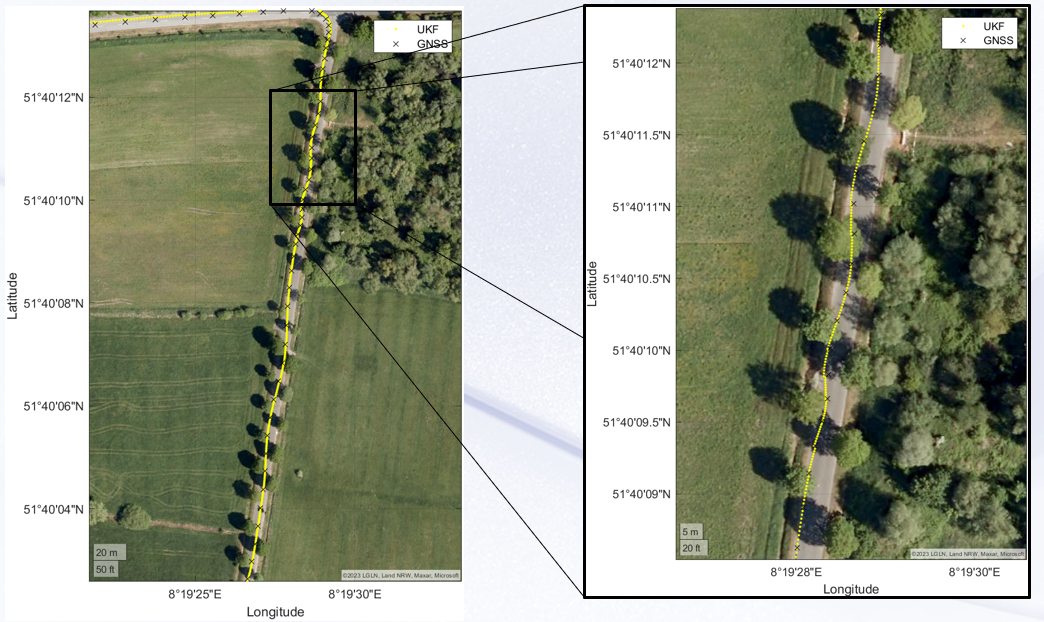 UKF
GNSS
51°40'12"N
51°40'10"N
51°40'08"N
51°40'06"N
51°40'04"N
Latitude
20 m
50 ft
©2023 LGLN, Land NRW, Maxar, Microsoft
8°19'25"E
8°19'30"E
Longitude
UKF
GNSS
51°40'12"N
51°40'11.5"N
51°40'11"N
51°40'10.5"N
51°40'10"N
51°40'09.5"N
51°40'09"N
Latitude
5 m
20 ft
©2023 LGLN, Land NRW, Maxar, Microsoft
8°19'28"E
8°19'30"E
Longitude